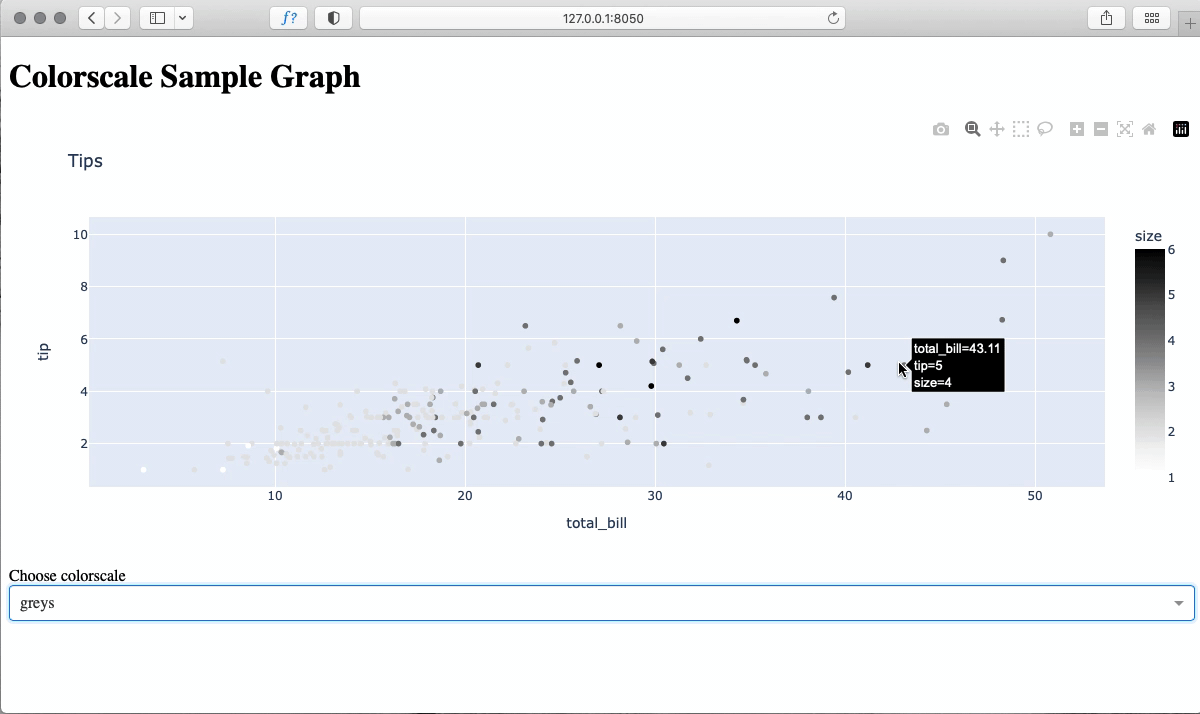 f?
127.0.0.1:8050
Colorscale Sample Graph
Tips
10
8
6
4
2
tip
10
20
30
40
50
total_bill
size
6
5
4
3
2
1
total_bill=43.11
tip=5
size=4
Choose colorscale
greys